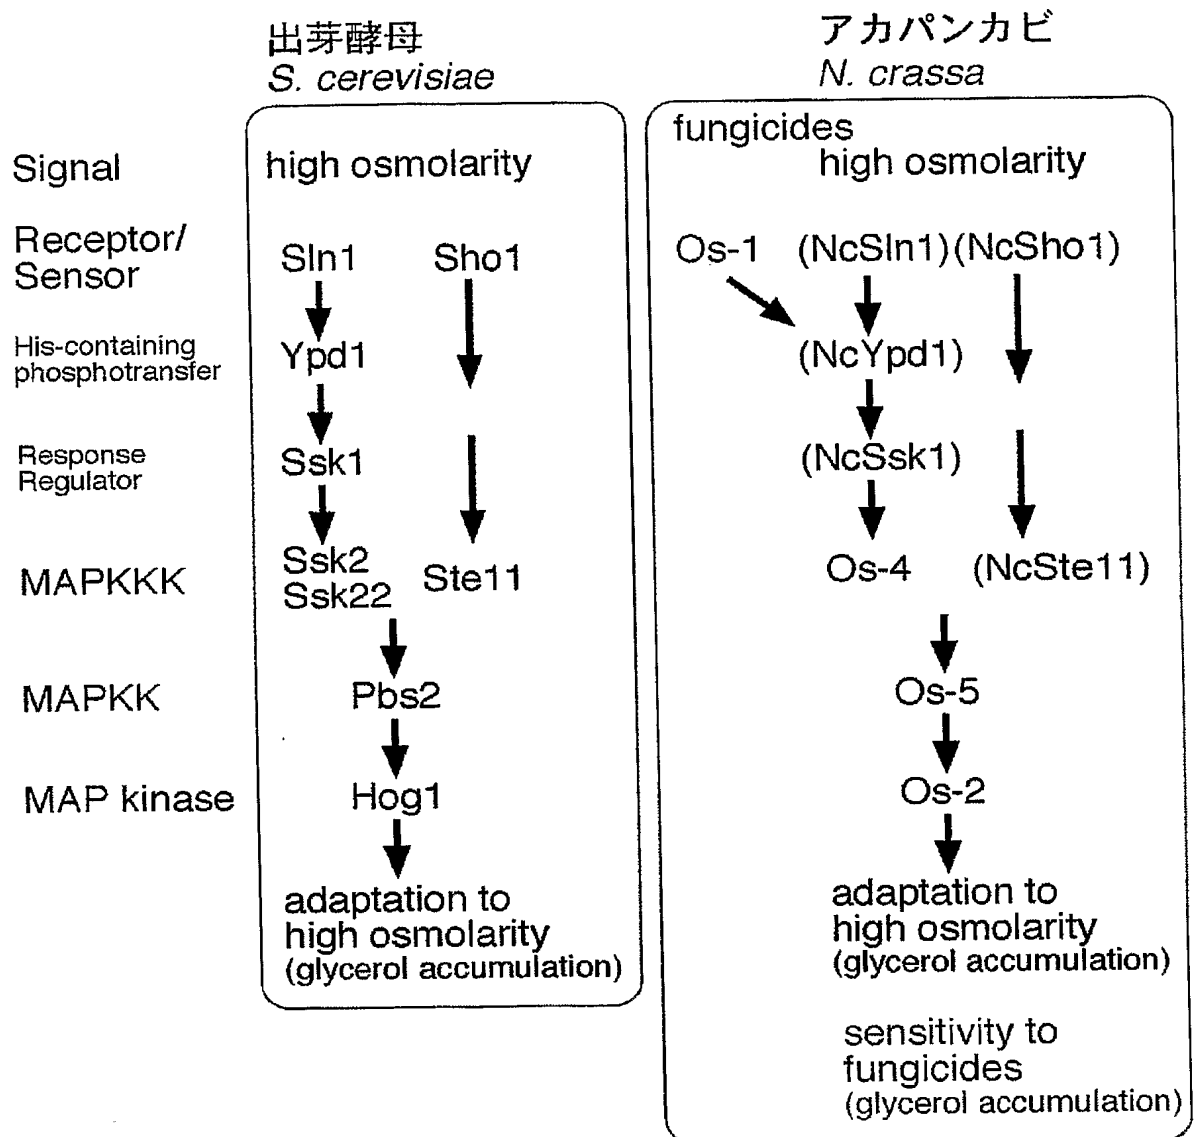 出芽酵母
S. cerevisiae
アカパンカビ
N. crassa
Signal
high osmolarity
fungicides
high osmolarity
Receptor/
Sensor
Sln1
Sho1
Os-1
(NcSln1)
(NcSho1)
His-containing
phosphotransfer
Ypd1
(NcYpd1)
Response
Regulator
Ssk1
(NcSsk1)
MAPKKK
Ssk2
Ssk22
Ste11
Os-4
(NcSte11)
MAPKK
Pbs2
Os-5
MAP kinase
Hog1
Os-2
adaptation to
high osmolarity
(glycerol accumulation)
adaptation to
high osmolarity
(glycerol accumulation)
sensitivity to
fungicides
(glycerol accumulation)